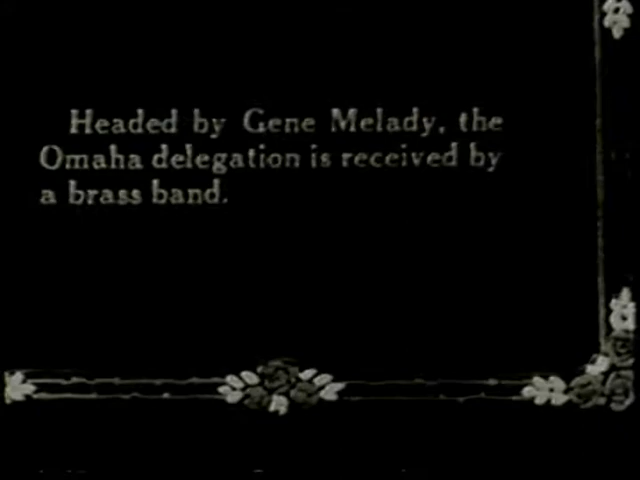 Headed by Gene Melady, the
Omaha delegation is received by
a brass band.